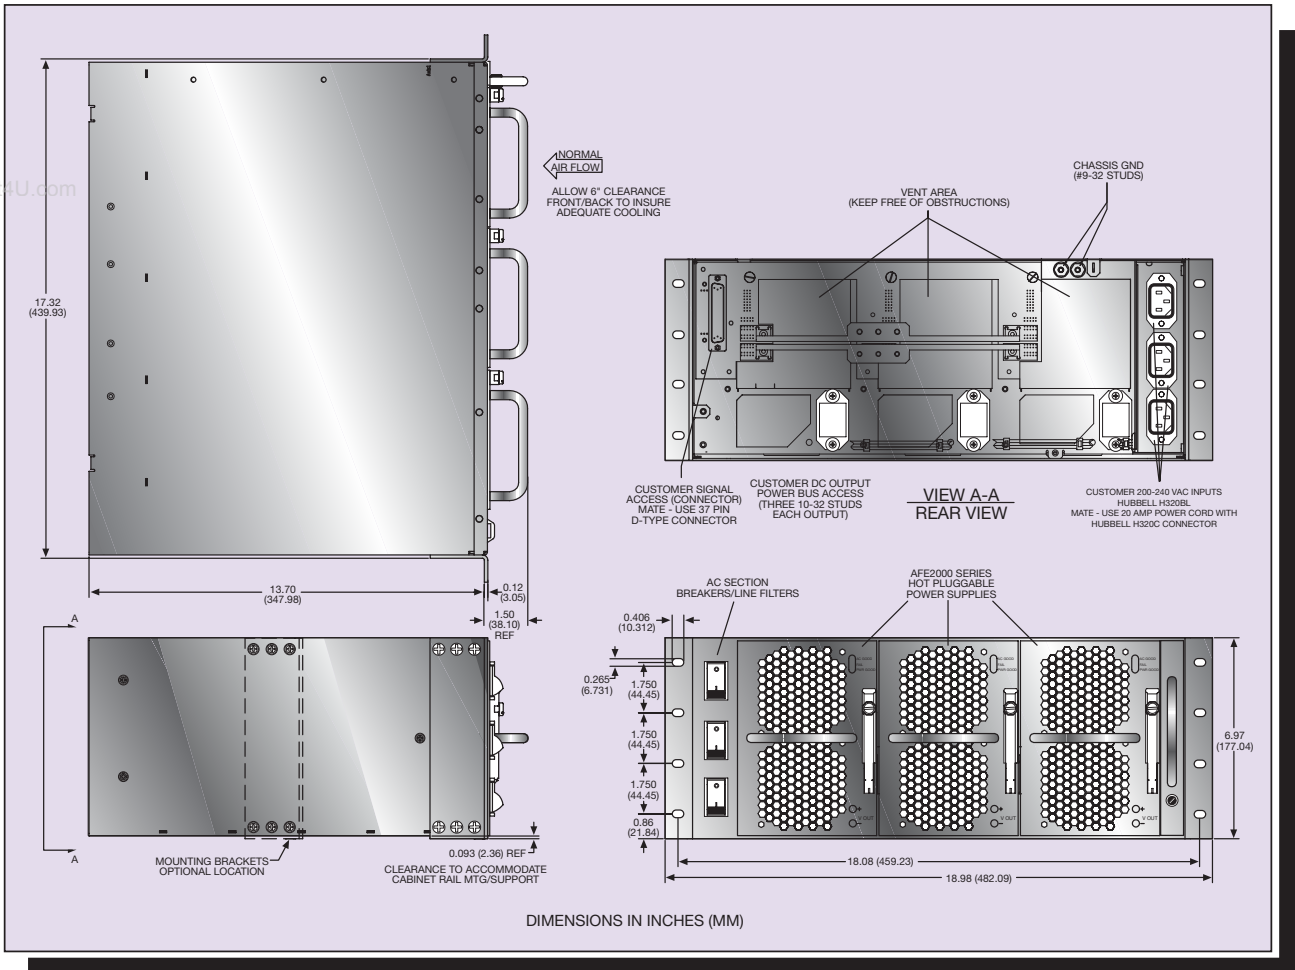 t4U.com
17.32
(439.93)
NORMAL
AIR FLOW
ALLOW 6" CLEARANCE
FRONT/BACK TO INSURE
ADEQUATE COOLING
13.70
(347.98)
0.12
(3.05)
1.50
(38.10)
REF
CHASSIS GND
(#9-32 STUDS)
VENT AREA
(KEEP FREE OF OBSTRUCTIONS)
CUSTOMER SIGNAL
ACCESS (CONNECTOR)
MATE - USE 37 PIN
D-TYPE CONNECTOR
CUSTOMER DC OUTPUT
POWER BUS ACCESS
(THREE 10-32 STUDS
EACH OUTPUT)
VIEW A-A
REAR VIEW
CUSTOMER 200-240 VAC INPUTS
HUBBELL H320BL
MATE - USE 20 AMP POWER CORD WITH
HUBBELL H320C CONNECTOR
A
A
MOUNTING BRACKETS
OPTIONAL LOCATION
0.093 (2.36) REF
CLEARANCE TO ACCOMMODATE
CABINET RAIL MTG/SUPPORT
AC SECTION
BREAKERS/LINE FILTERS
AFE2000 SERIES
HOT PLUGGABLE
POWER SUPPLIES
0.406
(10.312)
0.265
(6.731)
1.750
(44.45)
1.750
(44.45)
1.750
(44.45)
0.86
(21.84)
V OUT
V OUT
V OUT
6.97
(177.04)
18.08 (459.23)
18.98 (482.09)
DIMENSIONS IN INCHES (MM)